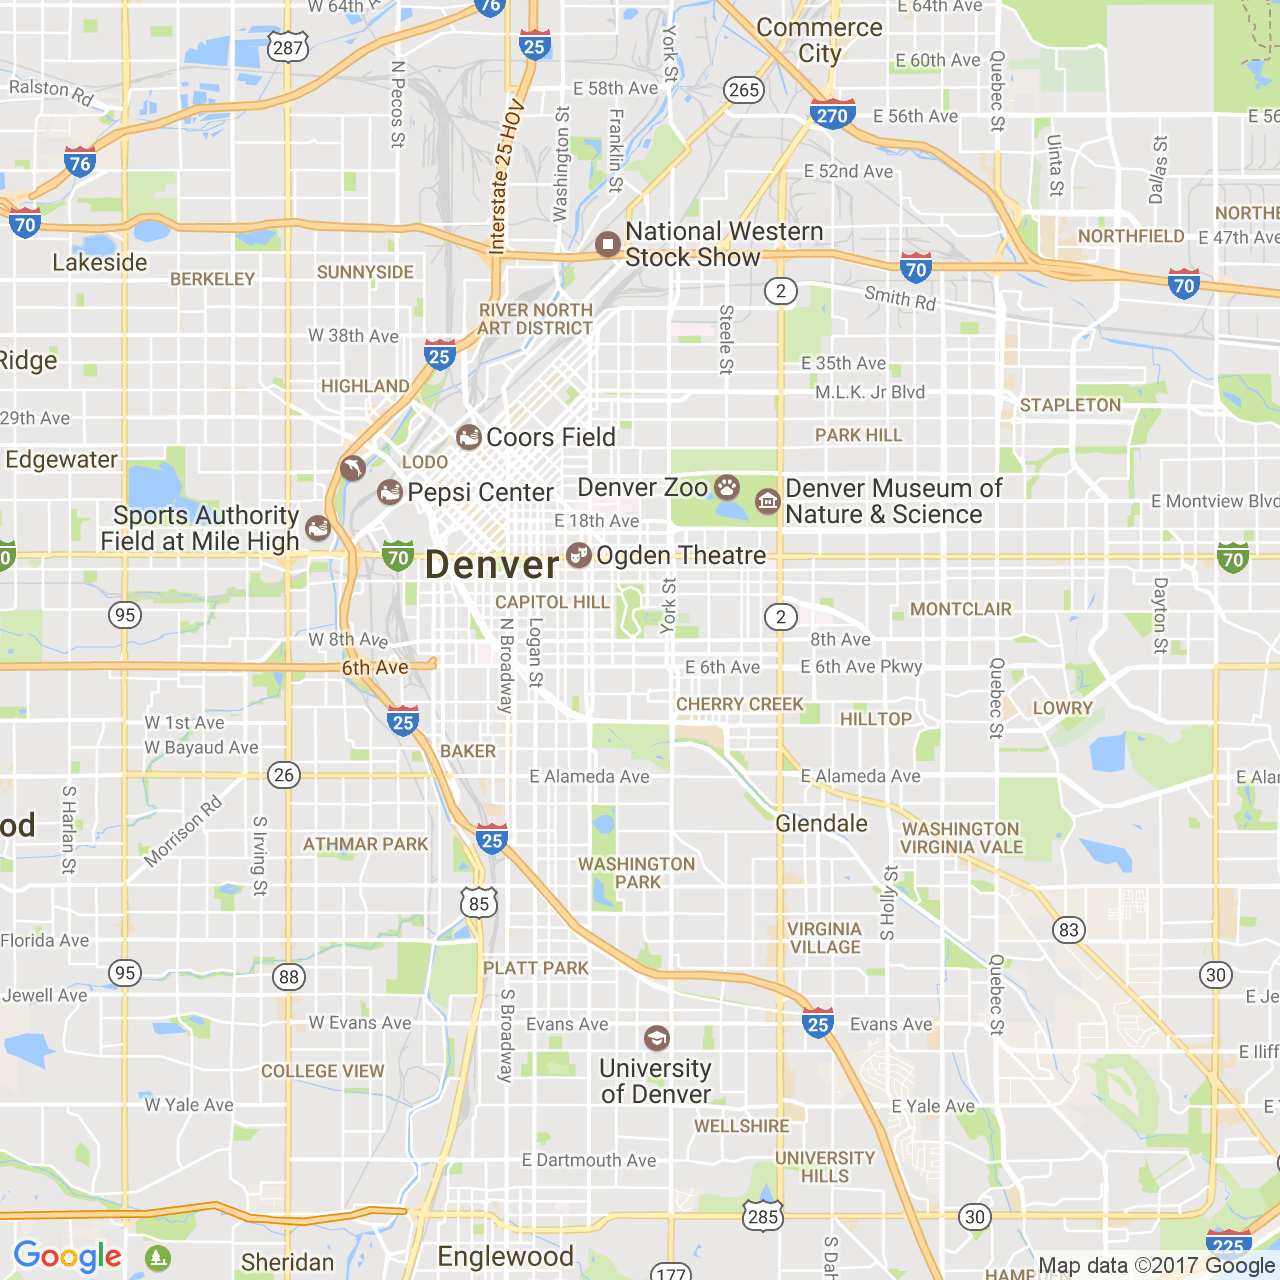 W 64th A
76
E 64th Ave
Commerce
City
287
25
York St
E 60th Ave
Quebec St
N Pecos St
Ralston Rd
E 58th Ave
265
270
E 56th Ave
E 56
Interstate 25 HOV
Washington St
Franklin St
Uinta St
Dallas St
76
E 52nd Ave
70
National Western
Stock Show
NORTHFIELD
NORTHE
E 47th Ave
Lakeside
BERKELEY
SUNNYSIDE
70
70
2
Smith Rd
RIVER NORTH
ART DISTRICT
Steele St
W 38th Ave
25
Ridge
E 35th Ave
HIGHLAND
M.L.K. Jr Blvd
STAPLETON
29th Ave
Coors Field
PARK HILL
Edgewater
LODO
Pepsi Center
Denver Zoo
Denver Museum of
Nature & Science
E Montview Blvd
Sports Authority
Field at Mile High
E 18th Ave
0
70
Denver
Ogden Theatre
70
CAPITOL HILL
York St
95
2
MONTCLAIR
Dayton St
W 8th Ave
N Broadway
Logan St
8th Ave
6th Ave
E 6th Ave
E 6th Ave Pkwy
Quebec St
CHERRY CREEK
HILLTOP
LOWRY
W 1st Ave
25
W Bayaud Ave
BAKER
26
E Alameda Ave
E Alameda Ave
E Alar
S Harlan St
od
Morrison Rd
S Irving St
ATHMAR PARK
25
Glendale
WASHINGTON
VIRGINIA VALE
WASHINGTON
PARK
85
S Holly St
Florida Ave
VIRGINIA
VILLAGE
83
95
88
PLATT PARK
Quebec St
30
Jewell Ave
E Je
S Broadway
W Evans Ave
Evans Ave
25
Evans Ave
E Iliff
University
of Denver
COLLEGE VIEW
W Yale Ave
E Yale Ave
E Y
WELLSHIRE
E Dartmouth Ave
UNIVERSITY
HILLS
285
30
225
S Dah
Google
Sheridan
Englewood
177
HAMPDEN
Map data ©2017 Google